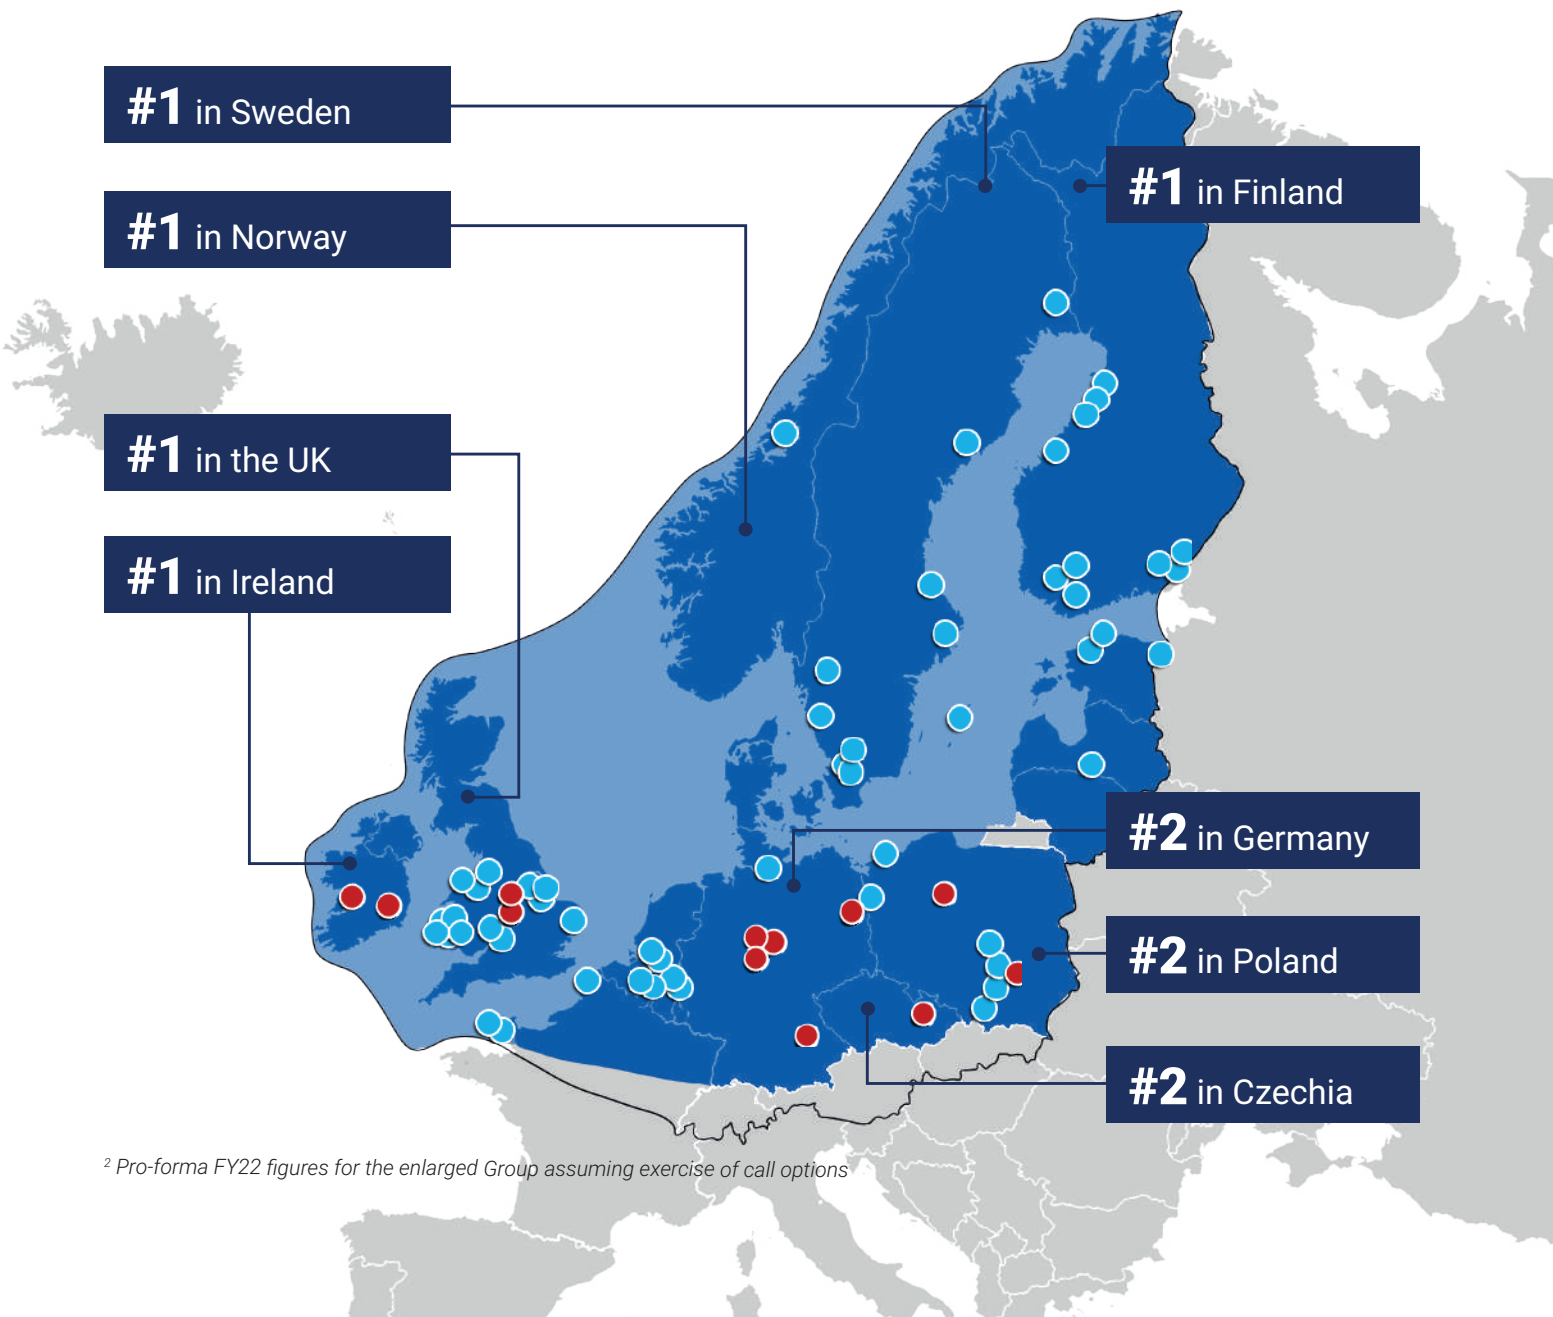 #1 in Sweden
#1 in Finland
#1 in Norway
#1 in the UK
#1 in Ireland
#2 in Germany
#2 in Poland
#2 in Czechia
2 Pro-forma FY22 figures for the enlarged Group assuming exercise of call options